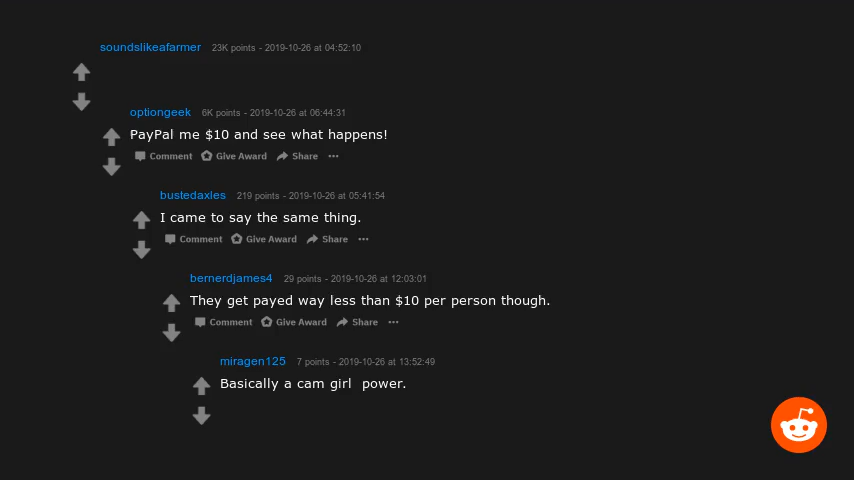 soundslikeafarmer 23K points - 2019-10-26 at 04:52:10
optiongeek 6K points - 2019-10-26 at 06:44:31
PayPal me $10 and see what happens!
Comment Give Award Share ···
bustedaxles 219 points - 2019-10-26 at 05:41:54
I came to say the same thing.
Comment Give Award Share ···
bernerdjames4 29 points - 2019-10-26 at 12:03:01
They get payed way less than $10 per person though.
Comment Give Award Share ···
miragen125 7 points - 2019-10-26 at 13:52:49
Basically a cam girl  power.